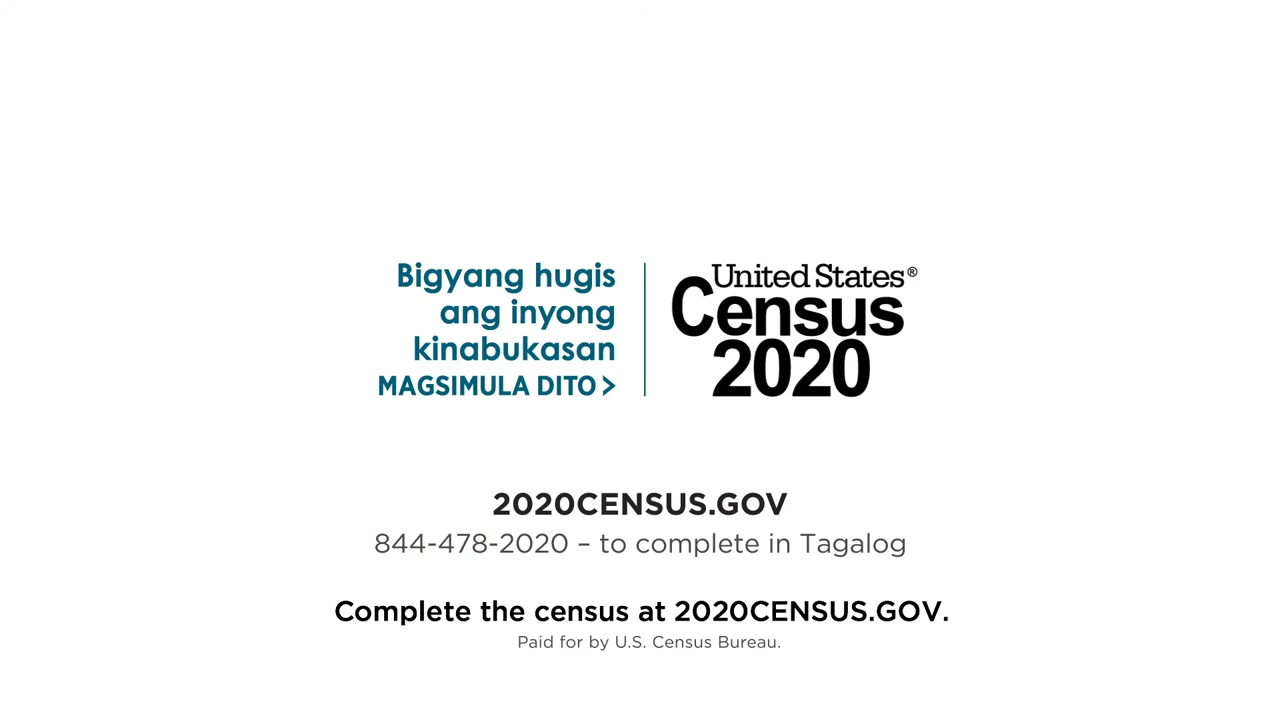 Bigyang hugis
ang inyong
kinabukasan
MAGSIMULA DITO >
United States®
Census
2020
2020CENSUS.GOV
844-478-2020 – to complete in Tagalog
Complete the census at 2020CENSUS.GOV.
Paid for by U.S. Census Bureau.